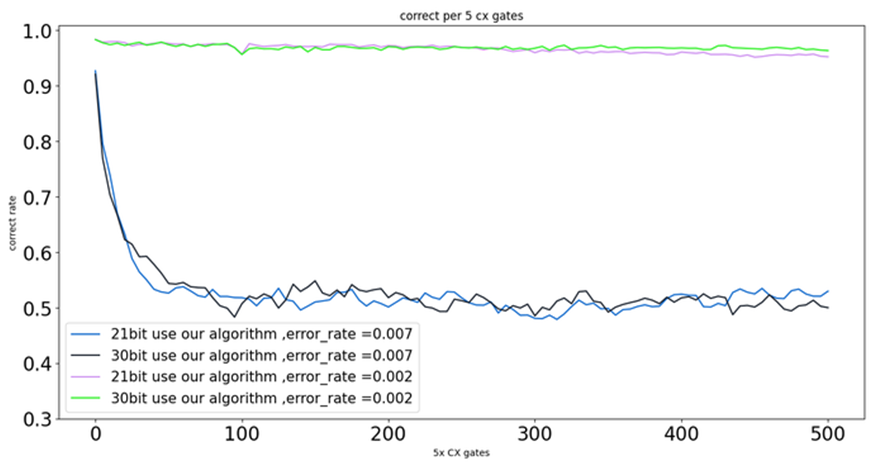 correct per 5 cx gates
1.0
0.9
0.8
0.7
0.6
0.5
0.4
0.3
correct rate
21bit use our algorithm ,error_rate =0.007
30bit use our algorithm ,error_rate =0.007
21bit use our algorithm ,error_rate =0.002
30bit use our algorithm ,error_rate =0.002
0 100 200 300 400 500
5x CX gates